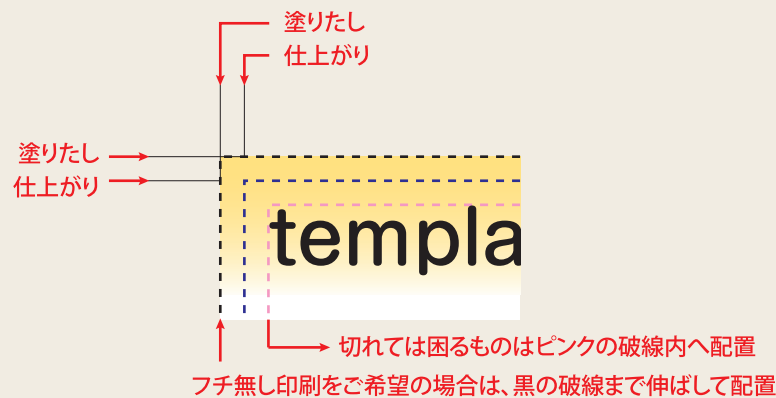 塗りたし
仕上がり
塗りたし
仕上がり
templa
切れては困るものはピンクの破線内へ配置
フチ無し印刷をご希望の場合は、黒の破線まで伸ばして配置